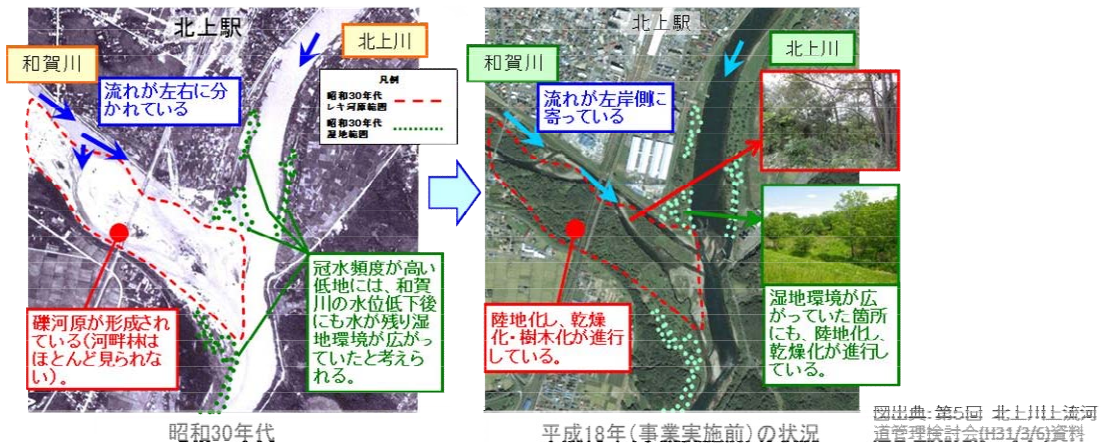 北上駅
和賀川
北上川
流れが左右に分
かれている
凡例
昭和30年代
レキ河原範囲
昭和30年代
湿地範囲
礫河原が形成され
ている(河畔林は
ほとんど見られな
い)。
冠水頻度が高い
低地には、和賀
川の水位低下後
にも水が残り湿
地環境が広がっ
ていたと考えら
れる。
昭和30年代
北上駅
和賀川
北上川
流れが左岸側に
寄っている
陸地化し、乾燥
化・樹木化が進行
している。
湿地環境が広
がっていた箇所
にも、陸地化し、
乾燥化が進行し
ている。
平成18年(事業実施前)の状況
図出典:第5回 北上川上流河
道管理検討会(H31/3/6)資料